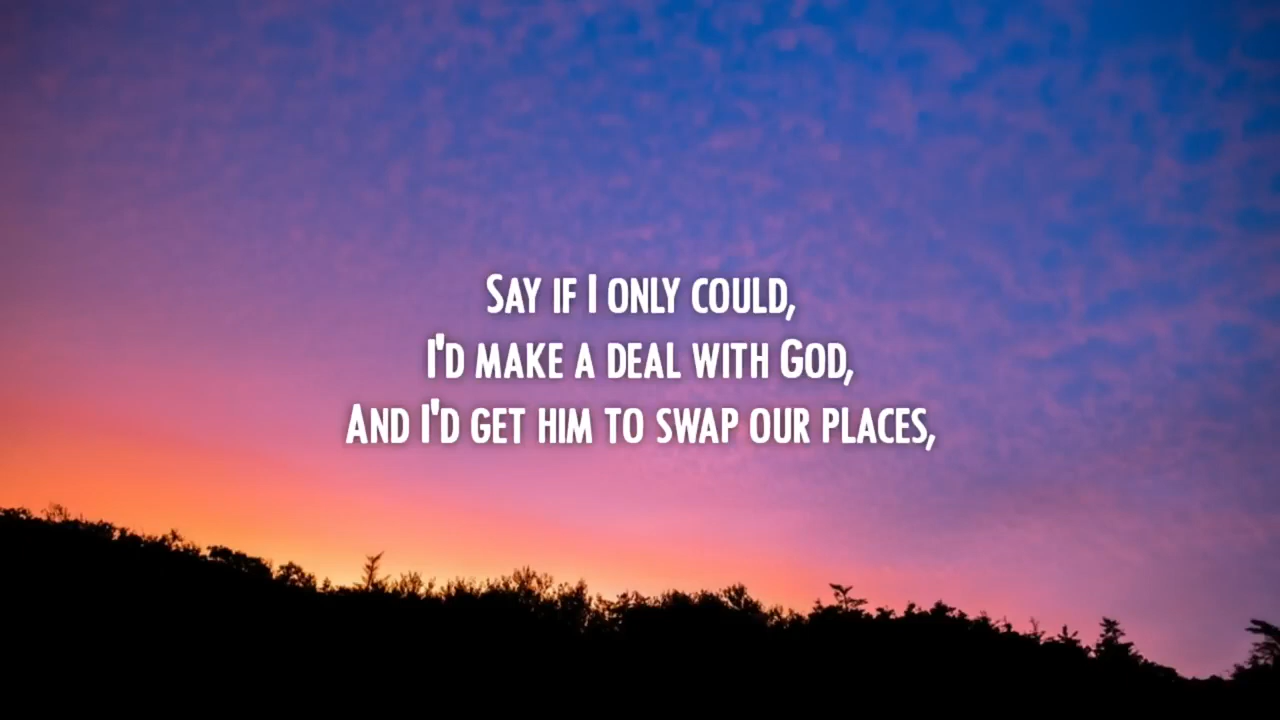 Say if I only could,
I'd make a deal with God,
And I'd get him to swap our places,